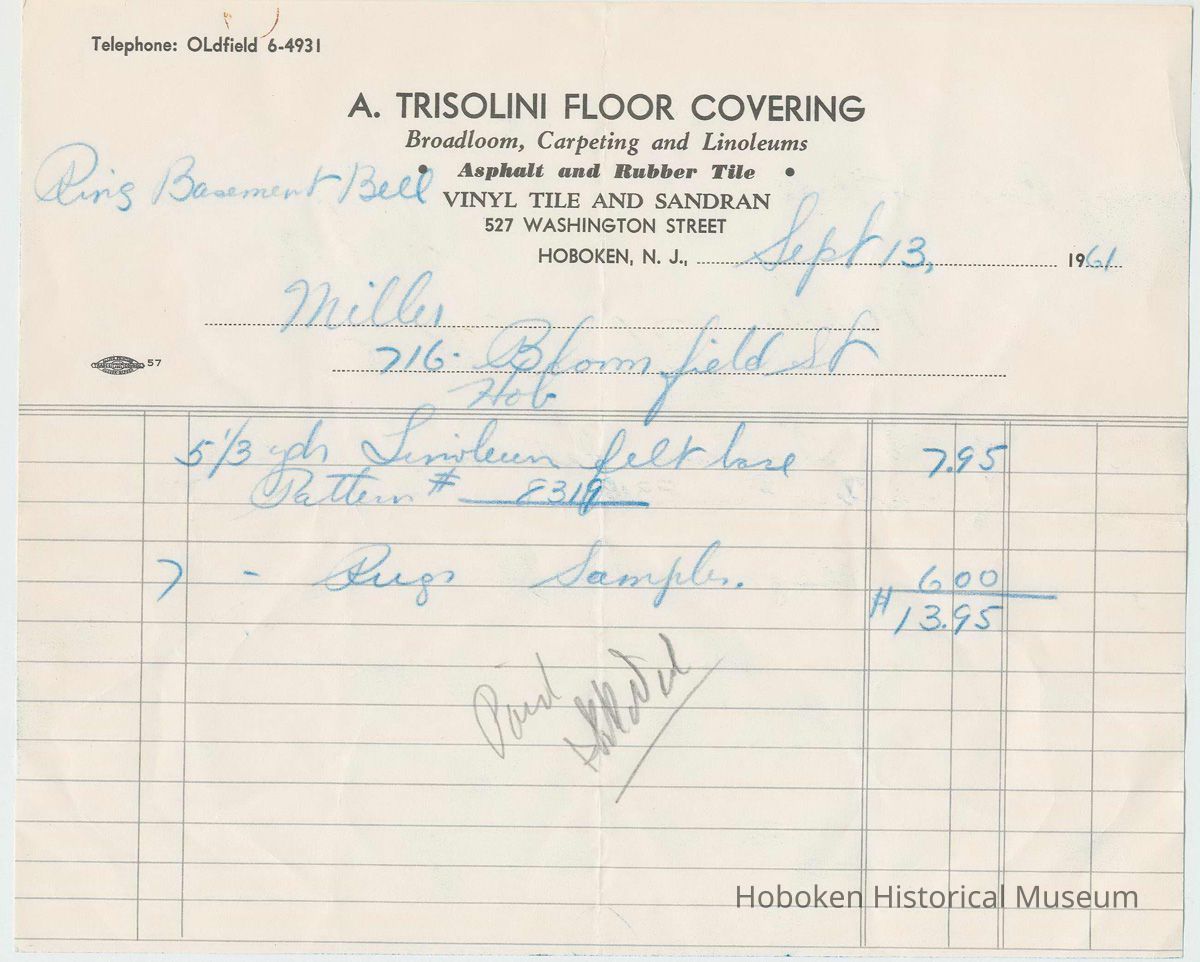 Telephone: OLdfield 6-4931
A. TRISOLINI FLOOR COVERING
Broadloom, Carpeting and Linoleums
• Asphalt and Rubber Tile •
Ring Basement Bell
VINYL TILE AND SANDRAN
527 WASHINGTON STREET
HOBOKEN, N. J., Sept 13, 1961
Miller
716. Bloomfield St
Hob
57
5 1/3 yds Linoleum felt base 7.95
Pattern # 8319
7 - Rugs Samples. 6 00
# 13.95
Paid
Hoboken Historical Museum